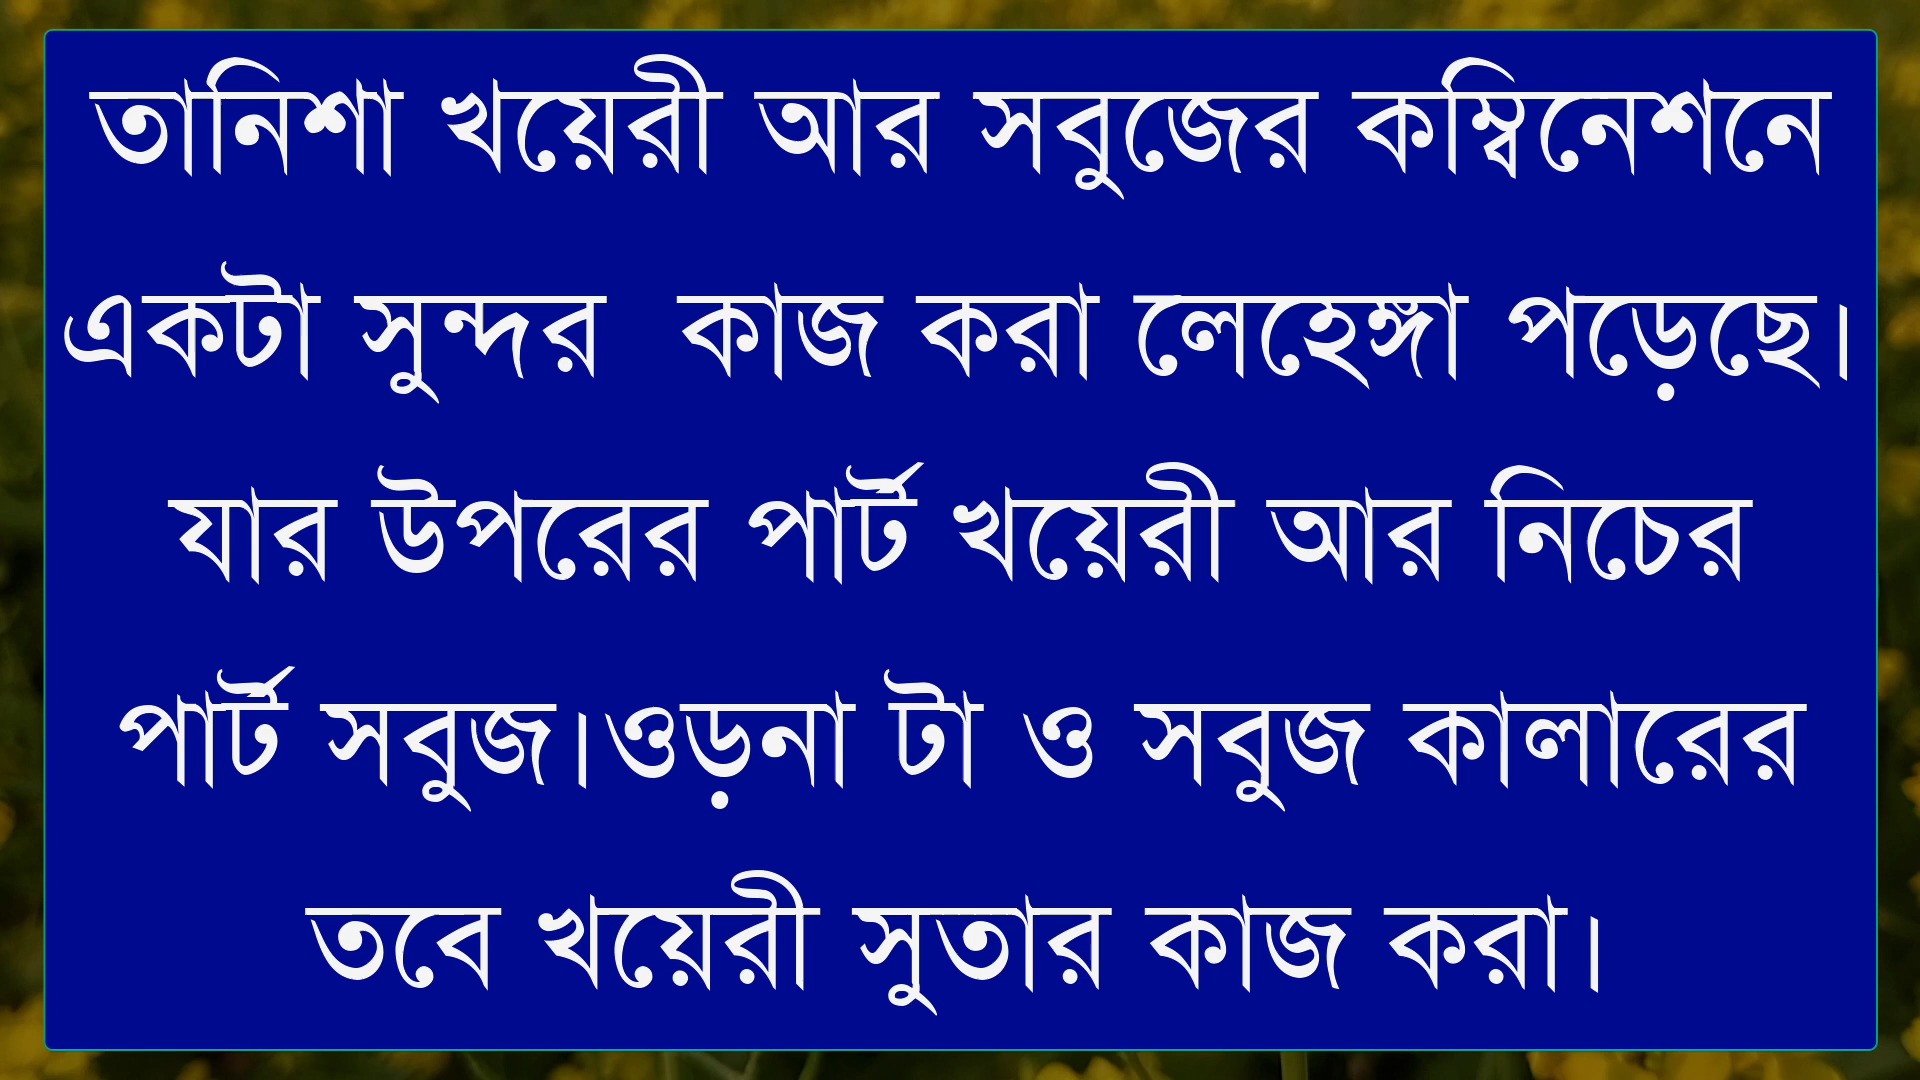 তানিশা খয়েরী আর সবুজের কম্বিনেশনে
একটা সুন্দর  কাজ করা লেহেঙ্গা পড়েছে।
যার উপরের পার্ট খয়েরী আর নিচের
পার্ট সবুজ।ওড়না টা ও সবুজ কালারের
তবে খয়েরী সুতার কাজ করা।